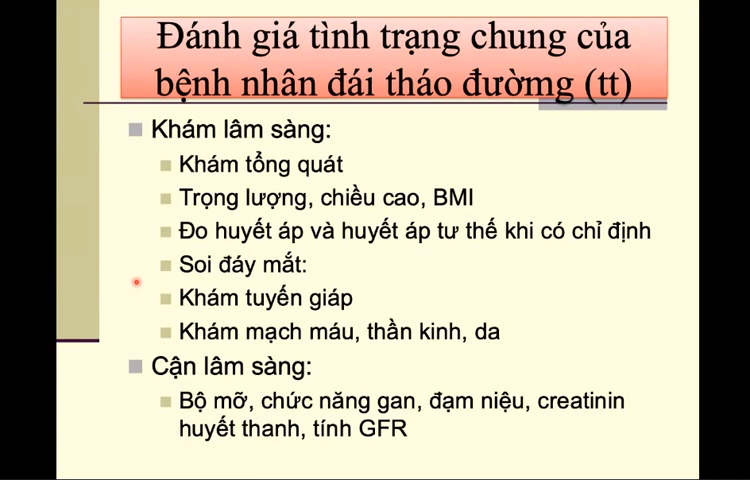 Đánh giá tình trạng chung của
bệnh nhân đái tháo đườmg (tt)
Khám lâm sàng:
Khám tổng quát
Trọng lượng, chiều cao, BMI
Đo huyết áp và huyết áp tư thế khi có chỉ định
Soi đáy mắt:
Khám tuyến giáp
Khám mạch máu, thần kinh, da
Cận lâm sàng:
Bộ mỡ, chức năng gan, đạm niệu, creatinin
huyết thanh, tính GFR